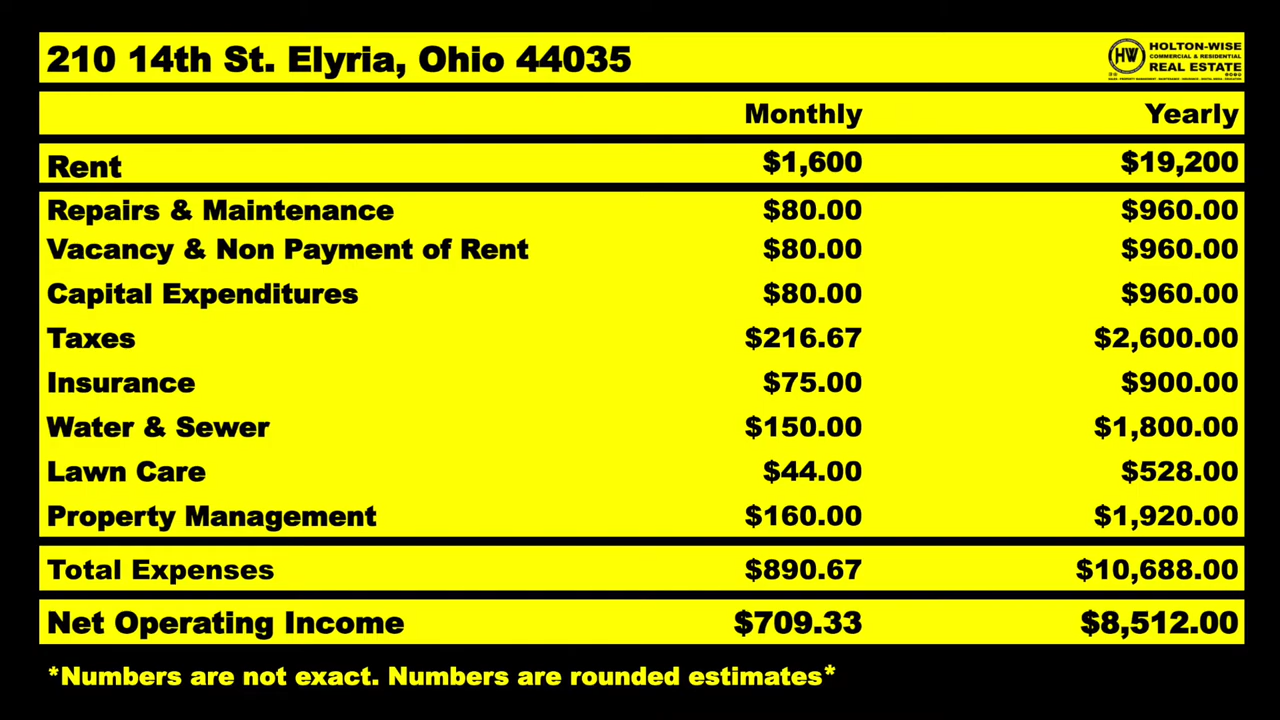 210 14th St. Elyria, Ohio 44035
HOLTON-WISE
COMMERCIAL & RESIDENTIAL
REAL ESTATE
HW
Monthly Yearly
Rent $1,600 $19,200
Repairs & Maintenance $80.00 $960.00
Vacancy & Non Payment of Rent $80.00 $960.00
Capital Expenditures $80.00 $960.00
Taxes $216.67 $2,600.00
Insurance $75.00 $900.00
Water & Sewer $150.00 $1,800.00
Lawn Care $44.00 $528.00
Property Management $160.00 $1,920.00
Total Expenses $890.67 $10,688.00
Net Operating Income $709.33 $8,512.00
*Numbers are not exact. Numbers are rounded estimates*